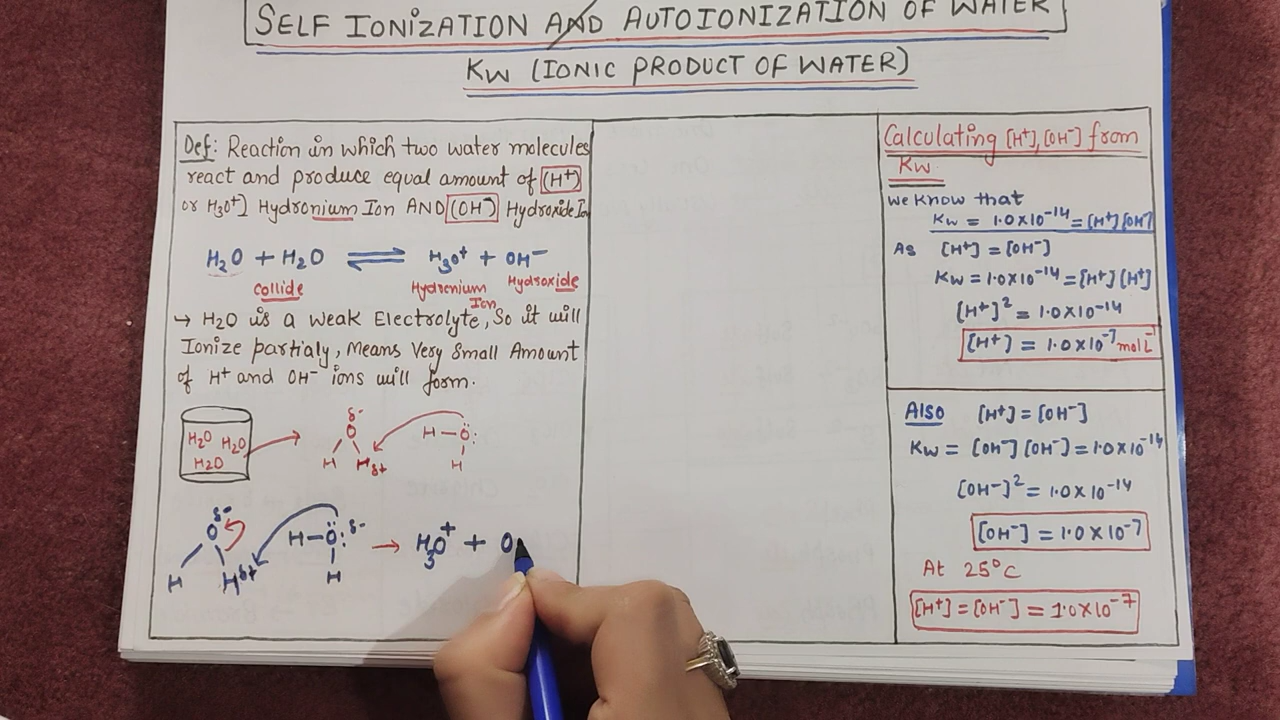 SELF IONIZATION AND AUTOIONIZATION OF WATER
KW (IONIC PRODUCT OF WATER)
Def: Reaction in which two water molecules
react and produce equal amount of (H⁺)
or H₃O⁺] Hydronium Ion AND (OH⁻) Hydroxide Ion
H₂O + H₂O ⇌ H₃O⁺ + OH⁻
collide Hydronium Ion Hydroxide
→ H₂O is a weak Electrolyte, So it will
Ionize partialy, Means Very Small Amount
of H⁺ and OH⁻ ions will form.
H₂O H₂O
H₂O
δ⁻
O H—O:
H Hδ⁺ H
δ⁻ δ⁻
O H—O: → H₃O⁺ + O
H Hδ⁺ H
Calculating [H⁺], [OH⁻] from
Kw
we know that
Kw = 1.0×10⁻¹⁴ = [H⁺][OH⁻]
As [H⁺] = [OH⁻]
Kw = 1.0×10⁻¹⁴ = [H⁺][H⁺]
[H⁺]² = 1.0×10⁻¹⁴
[H⁺] = 1.0×10⁻⁷ mol L⁻¹
Also [H⁺] = [OH⁻]
Kw = [OH⁻][OH⁻] = 1.0×10⁻¹⁴
[OH⁻]² = 1.0×10⁻¹⁴
[OH⁻] = 1.0×10⁻⁷
At 25°C
[H⁺] = [OH⁻] = 1.0×10⁻⁷